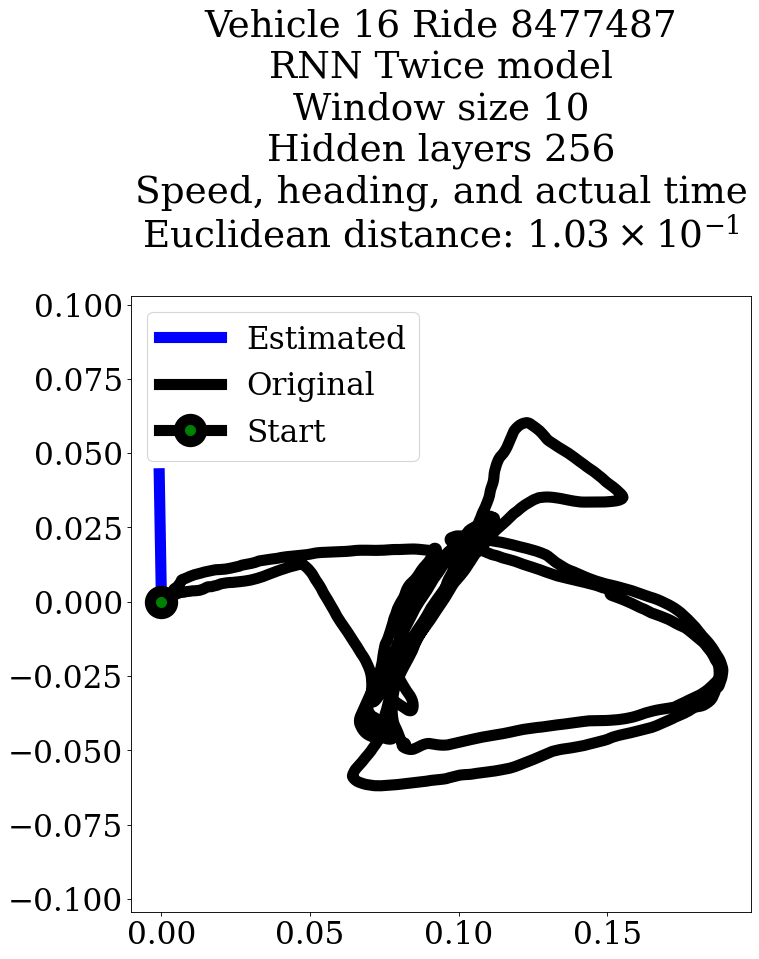 Vehicle 16 Ride 8477487
RNN Twice model
Window size 10
Hidden layers 256
Speed, heading, and actual time
Euclidean distance: 1.03 × 10⁻¹
Estimated
Original
Start
0.100
0.075
0.050
0.025
0.000
−0.025
−0.050
−0.075
−0.100
0.00 0.05 0.10 0.15